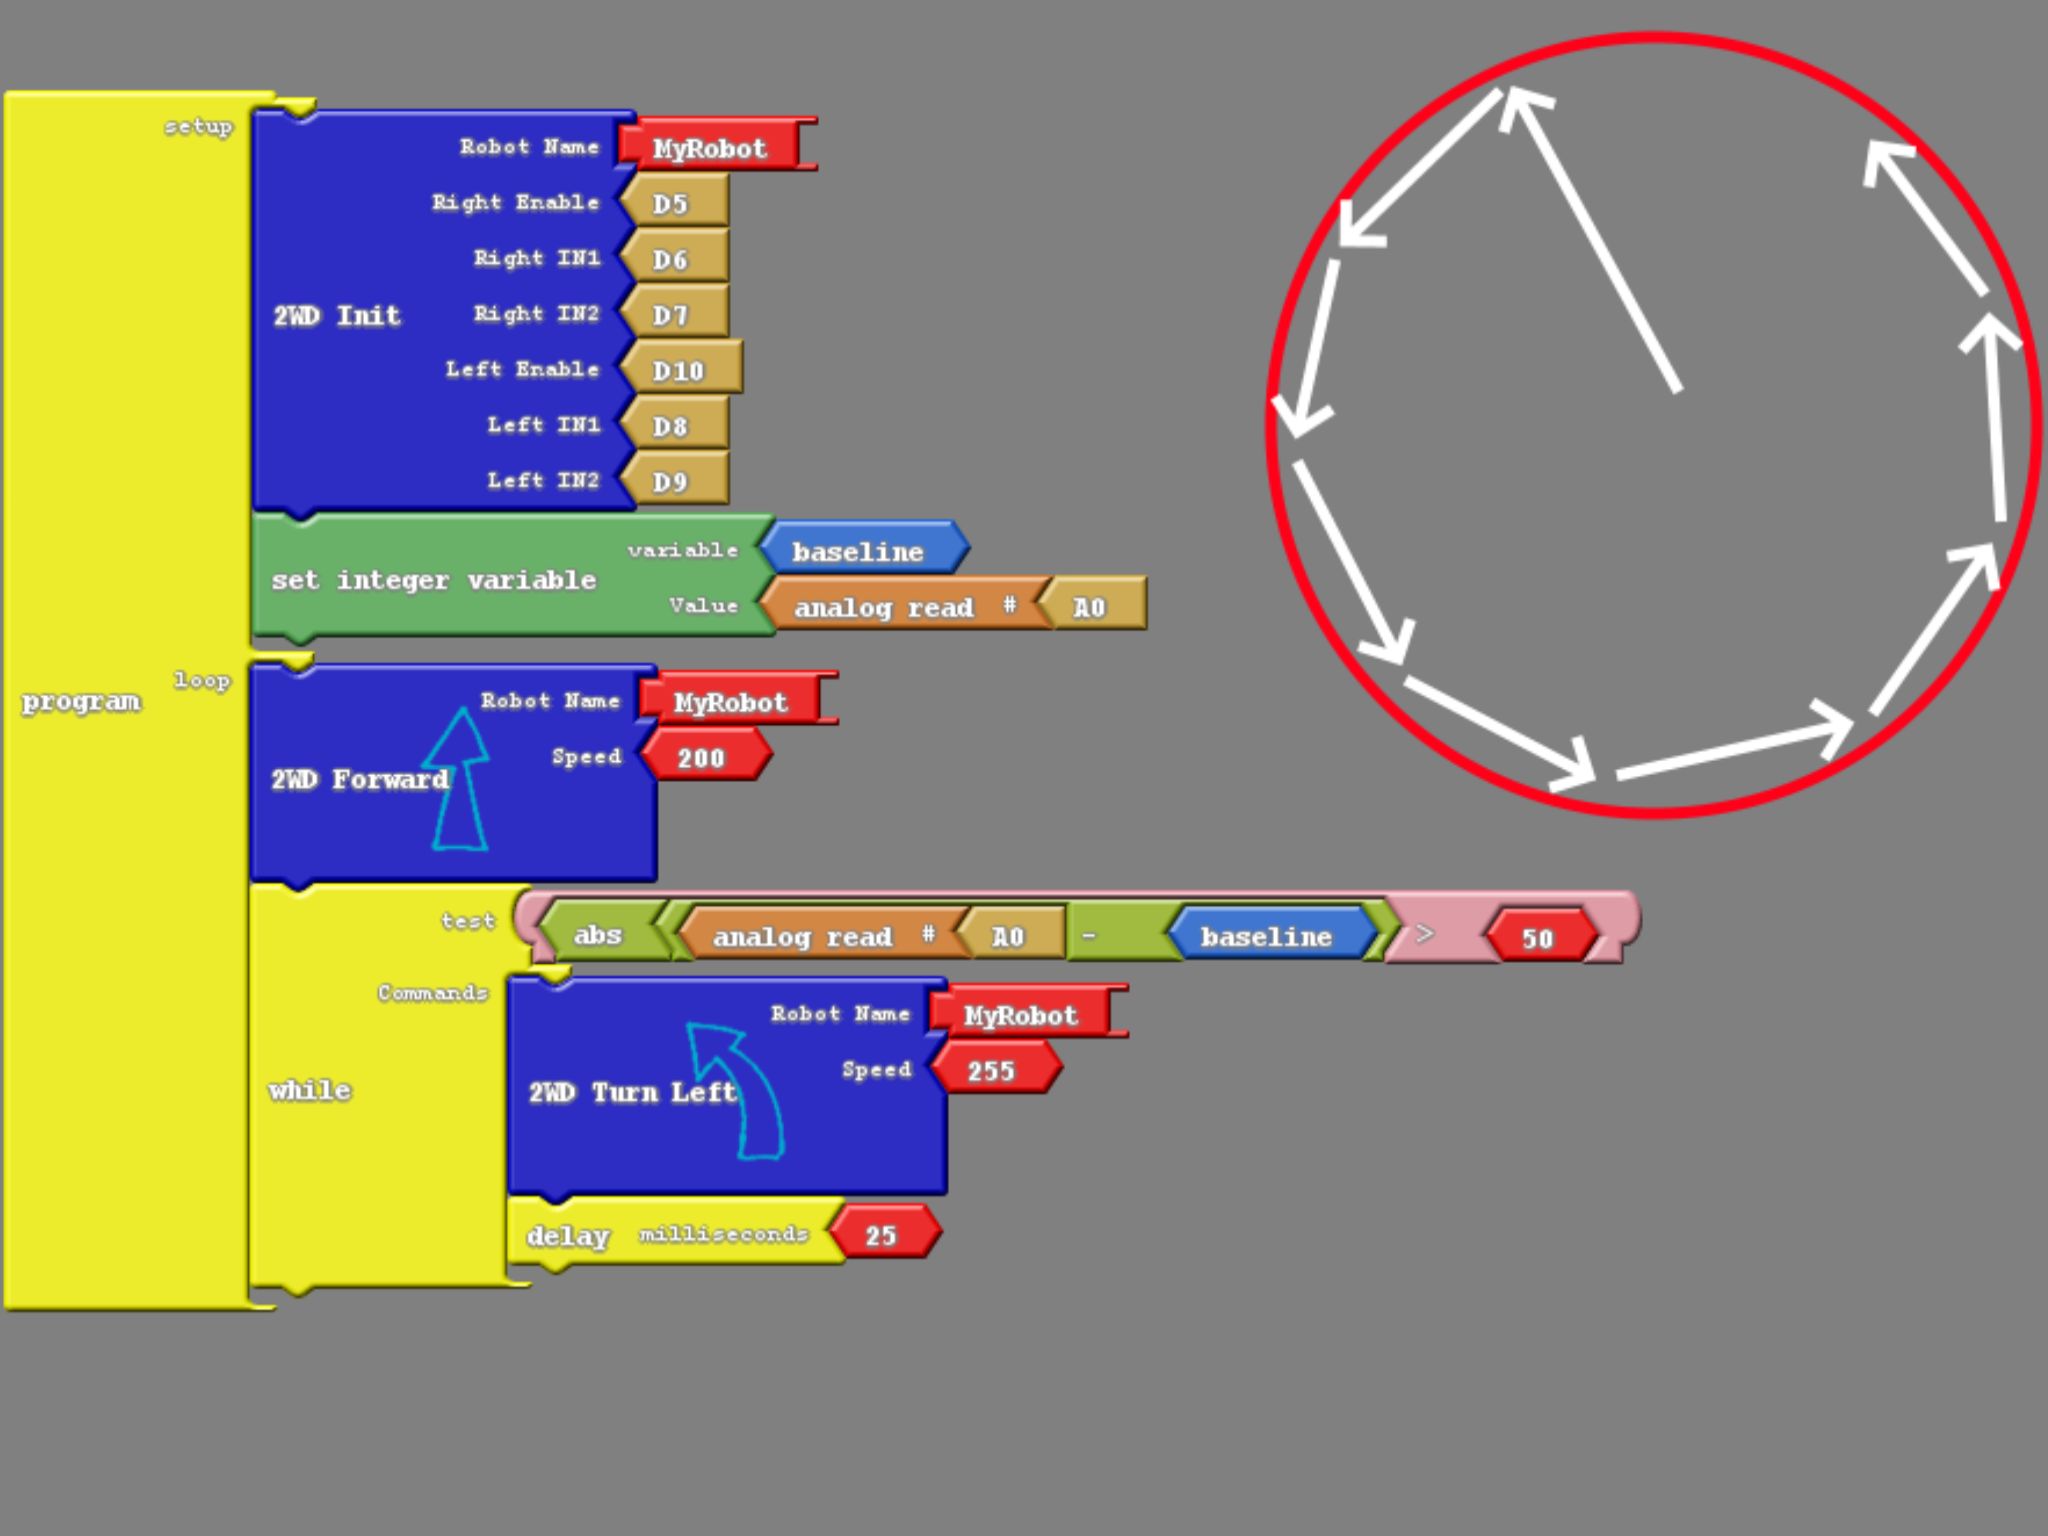 setup
Robot Name MyRobot
Right Enable D5
Right IN1 D6
2WD Init Right IN2 D7
Left Enable D10
Left IN1 D8
Left IN2 D9
variable baseline
set integer variable
Value analog read # A0
program loop
Robot Name MyRobot
Speed 200
2WD Forward
test abs analog read # A0 - baseline > 50
Commands
Robot Name MyRobot
Speed 255
while 2WD Turn Left
delay milliseconds 25